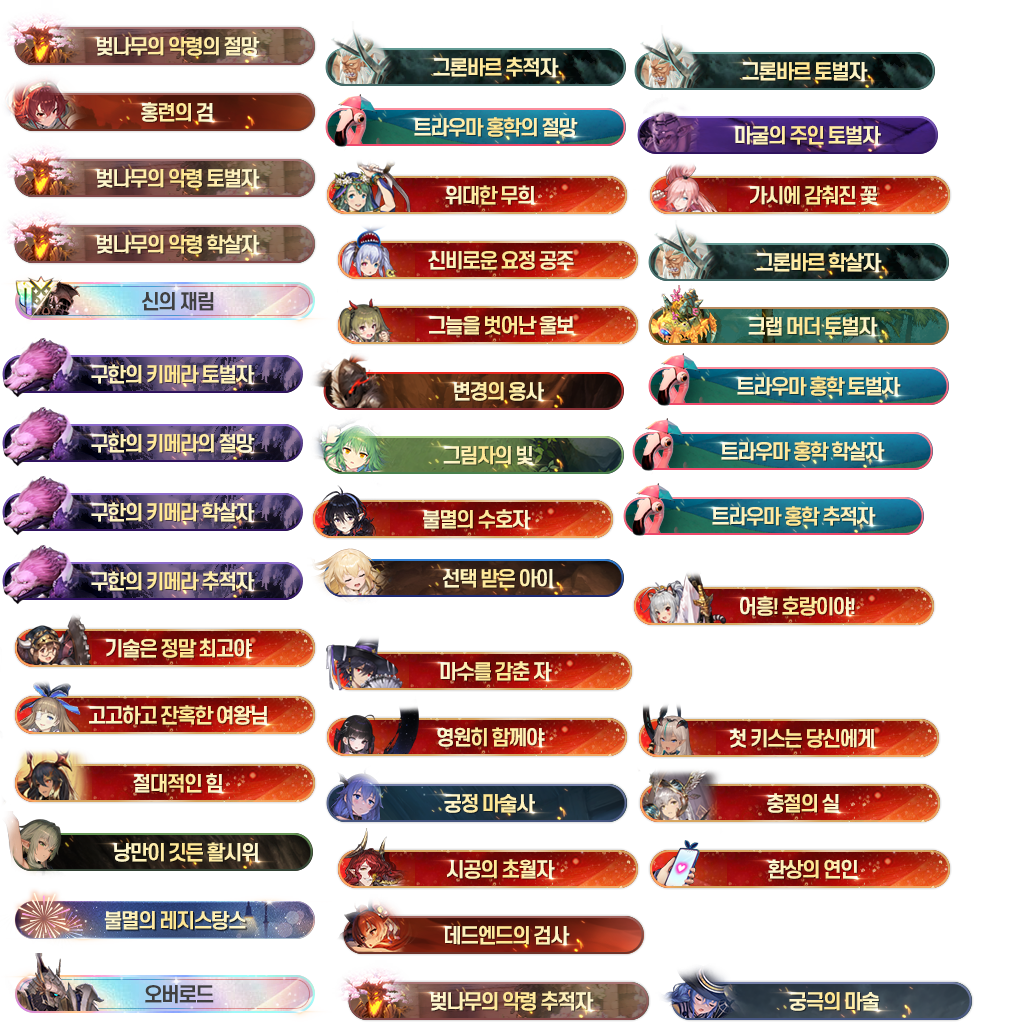 벚나무의 악령의 절망
홍련의 검
벚나무의 악령 토벌자
벚나무의 악령 학살자
신의 재림
구한의 키메라 토벌자
구한의 키메라의 절망
구한의 키메라 학살자
구한의 키메라 추적자
기술은 정말 최고야
고고하고 잔혹한 여왕님
절대적인 힘
낭만이 깃든 활시위
불멸의 레지스탕스
오버로드
그론바르 추적자
트라우마 홍학의 절망
위대한 무희
신비로운 요정 공주
그늘을 벗어난 울보
변경의 용사
그림자의 빛
불멸의 수호자
선택 받은 아이
마수를 감춘 자
영원히 함께야
궁정 마술사
시공의 초월자
데드엔드의 검사
벚나무의 악령 추적자
그론바르 토벌자
마굴의 주인 토벌자
가시에 감춰진 꽃
그론바르 학살자
크랩 머더 토벌자
트라우마 홍학 토벌자
트라우마 홍학 학살자
트라우마 홍학 추적자
어흥! 호랑이야!
첫 키스는 당신에게
충절의 실
환상의 연인
궁극의 마술